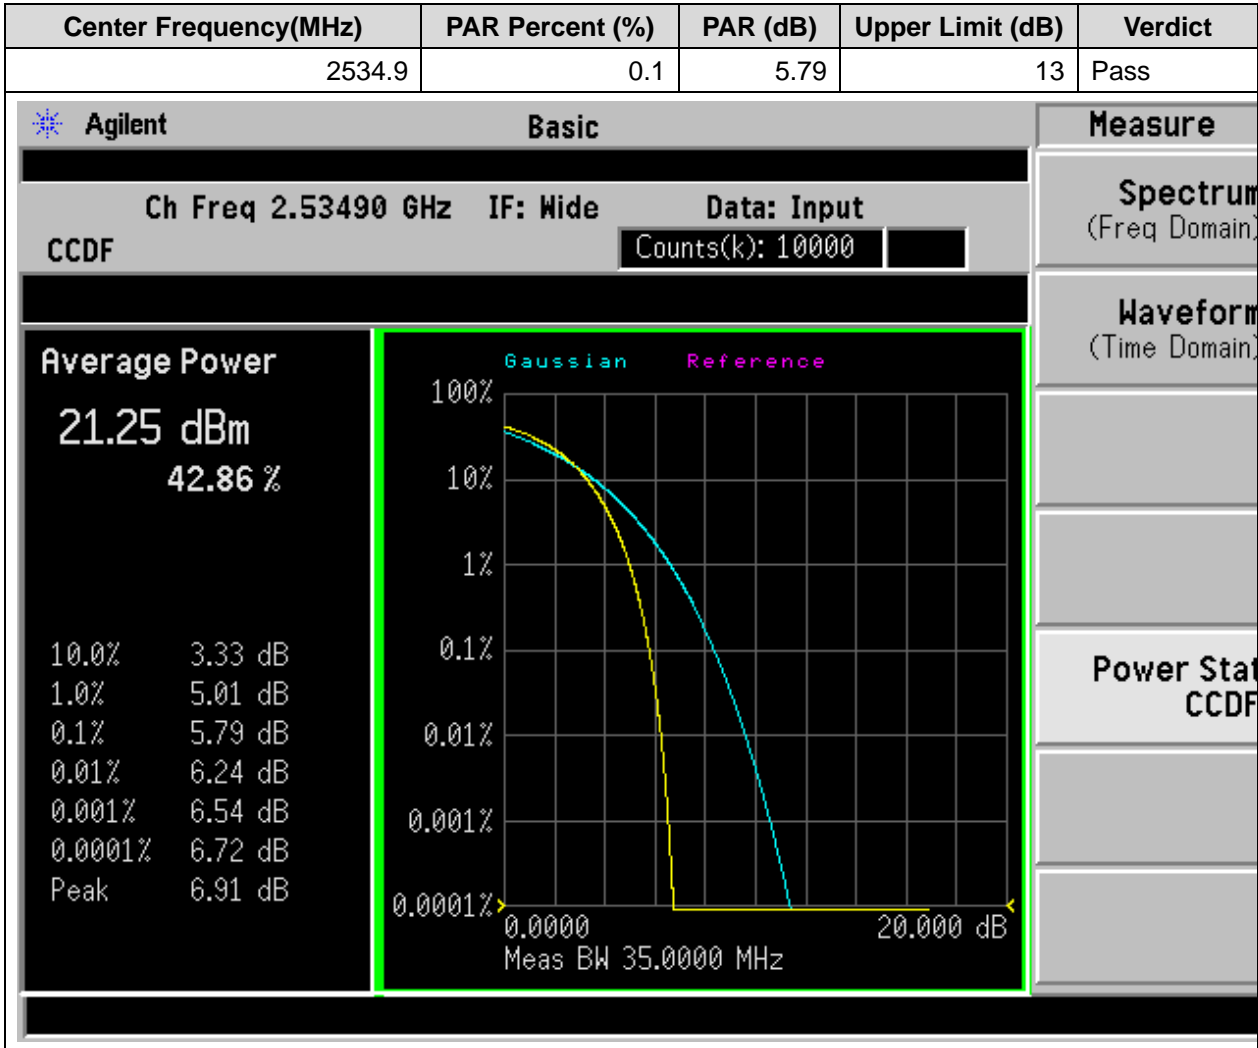 Center Frequency(MHz) PAR Percent (%) PAR (dB) Upper Limit (dB) Verdict
2534.9 0.1 5.79 13 Pass
Agilent Basic Measure
Ch Freq 2.53490 GHz IF: Wide Data: Input
CCDF Counts(k): 10000
Spectrum
(Freq Domain)
Waveform
(Time Domain)
Power Stat
CCDF
Average Power
21.25 dBm
42.86 %
10.0% 3.33 dB
1.0% 5.01 dB
0.1% 5.79 dB
0.01% 6.24 dB
0.001% 6.54 dB
0.0001% 6.72 dB
Peak 6.91 dB
Gaussian Reference
100%
10%
1%
0.1%
0.01%
0.001%
0.0001%
0.0000 20.000 dB
Meas BW 35.0000 MHz